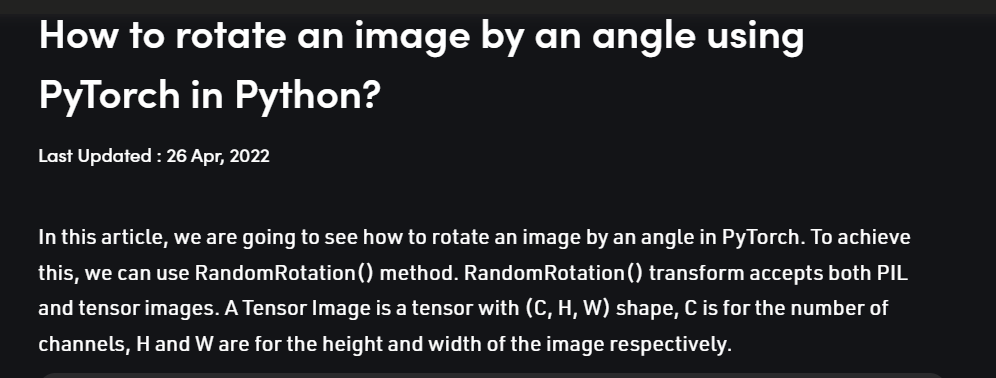 How to rotate an image by an angle using
PyTorch in Python?
Last Updated : 26 Apr, 2022
In this article, we are going to see how to rotate an image by an angle in PyTorch. To achieve
this, we can use RandomRotation() method. RandomRotation() transform accepts both PIL
and tensor images. A Tensor Image is a tensor with (C, H, W) shape, C is for the number of
channels, H and W are for the height and width of the image respectively.